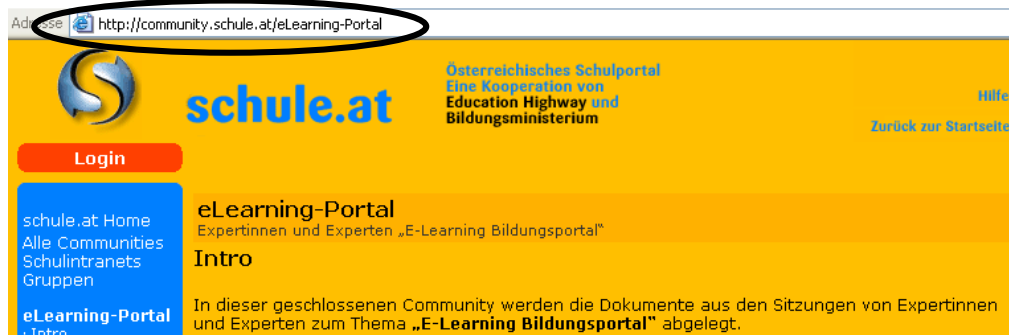 Adresse http://community.schule.at/eLearning-Portal
schule.at
Österreichisches Schulportal
Eine Kooperation von
Education Highway und
Bildungsministerium
Hilfe
Zurück zur Startseite
Login
schule.at Home
Alle Communities
Schulintranets
Gruppen
eLearning-Portal
Intro
eLearning-Portal
Expertinnen und Experten „E-Learning Bildungsportal“
Intro
In dieser geschlossenen Community werden die Dokumente aus den Sitzungen von Expertinnen
und Experten zum Thema „E-Learning Bildungsportal“ abgelegt.